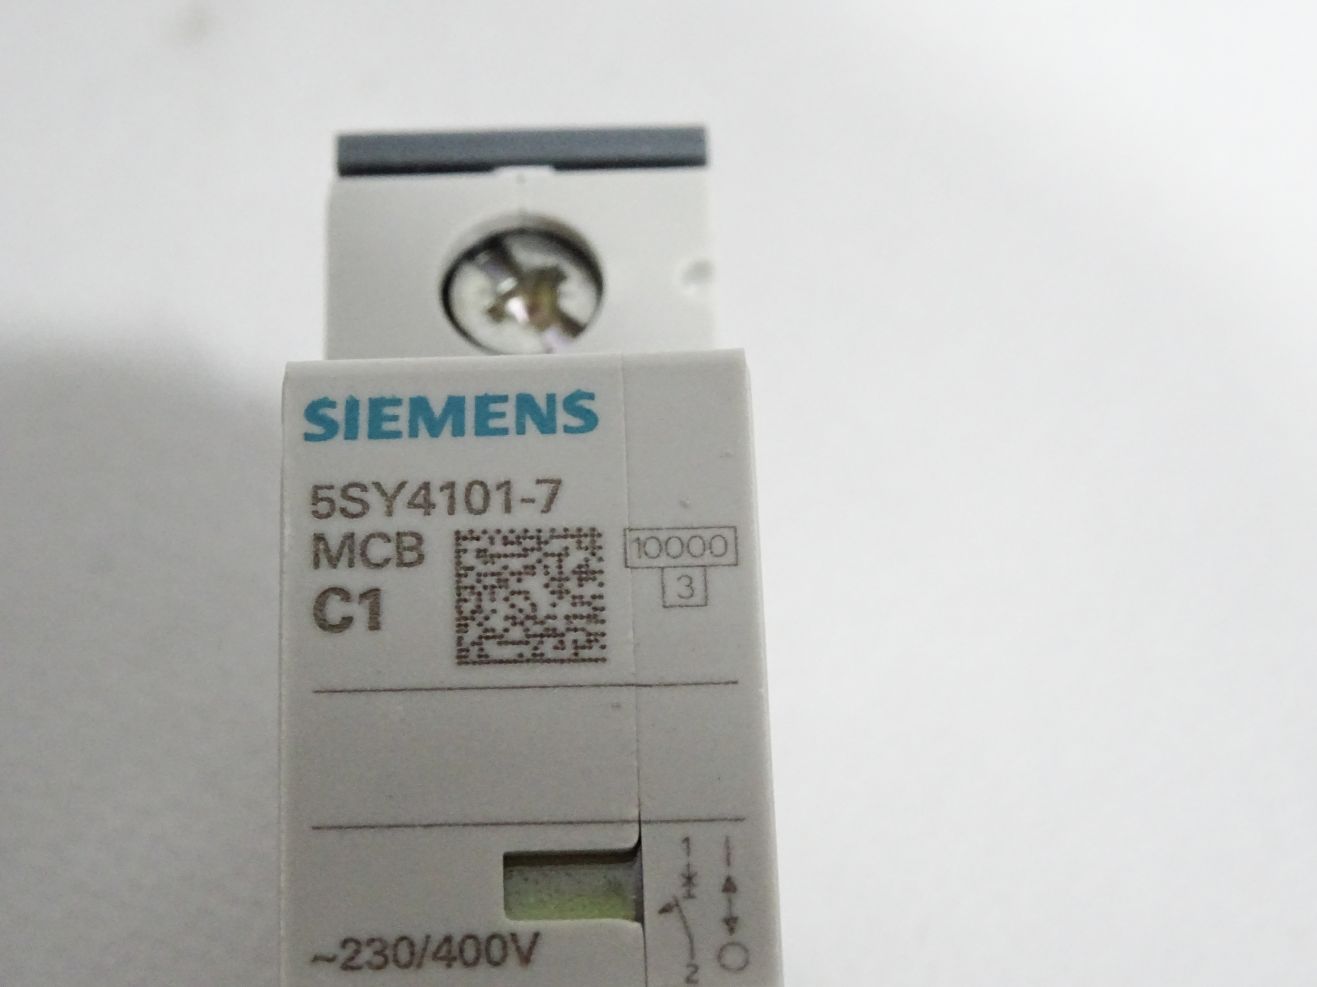 SIEMENS
5SY4101-7
MCB
C1
10000
3
~230/400V
1
2